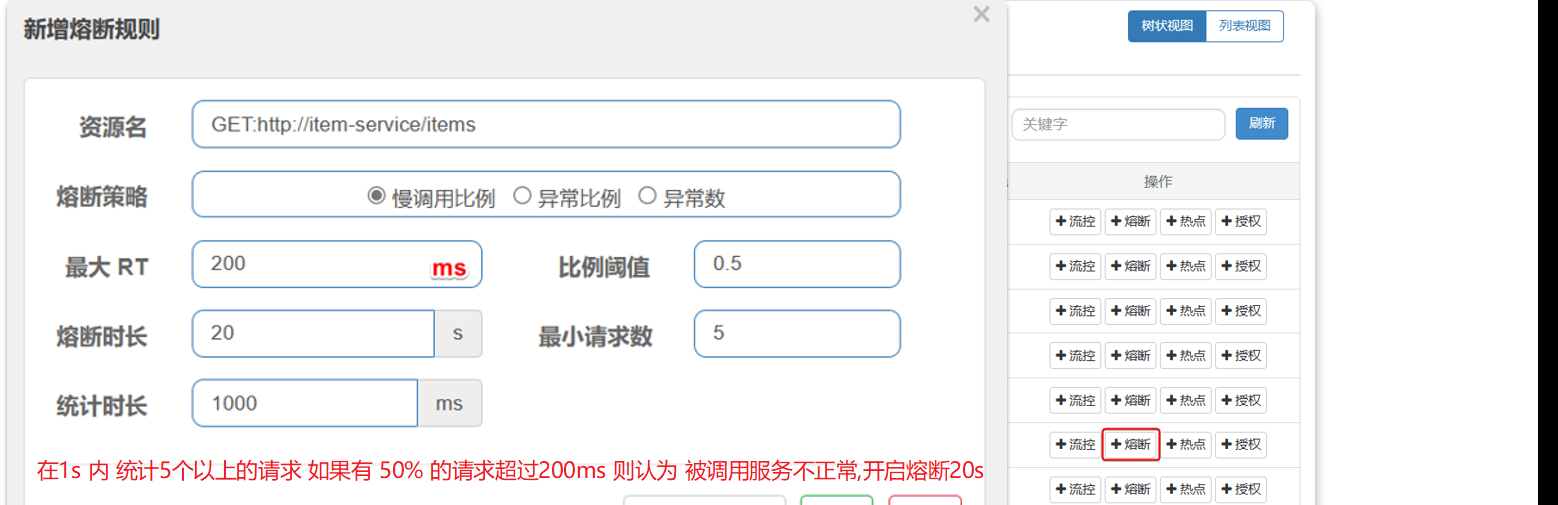 新增熔断规则 ×
资源名 GET:http://item-service/items
熔断策略 慢调用比例 异常比例 异常数
最大 RT 200 ms 比例阈值 0.5
熔断时长 20 s 最小请求数 5
统计时长 1000 ms
在1s 内 统计5个以上的请求 如果有 50% 的请求超过200ms 则认为 被调用服务不正常,开启熔断20s
树状视图 列表视图
关键字 刷新
操作
+流控 +熔断 +热点 +授权
+流控 +熔断 +热点 +授权
+流控 +熔断 +热点 +授权
+流控 +熔断 +热点 +授权
+流控 +熔断 +热点 +授权
+流控 +熔断 +热点 +授权
+流控 +熔断 +热点 +授权